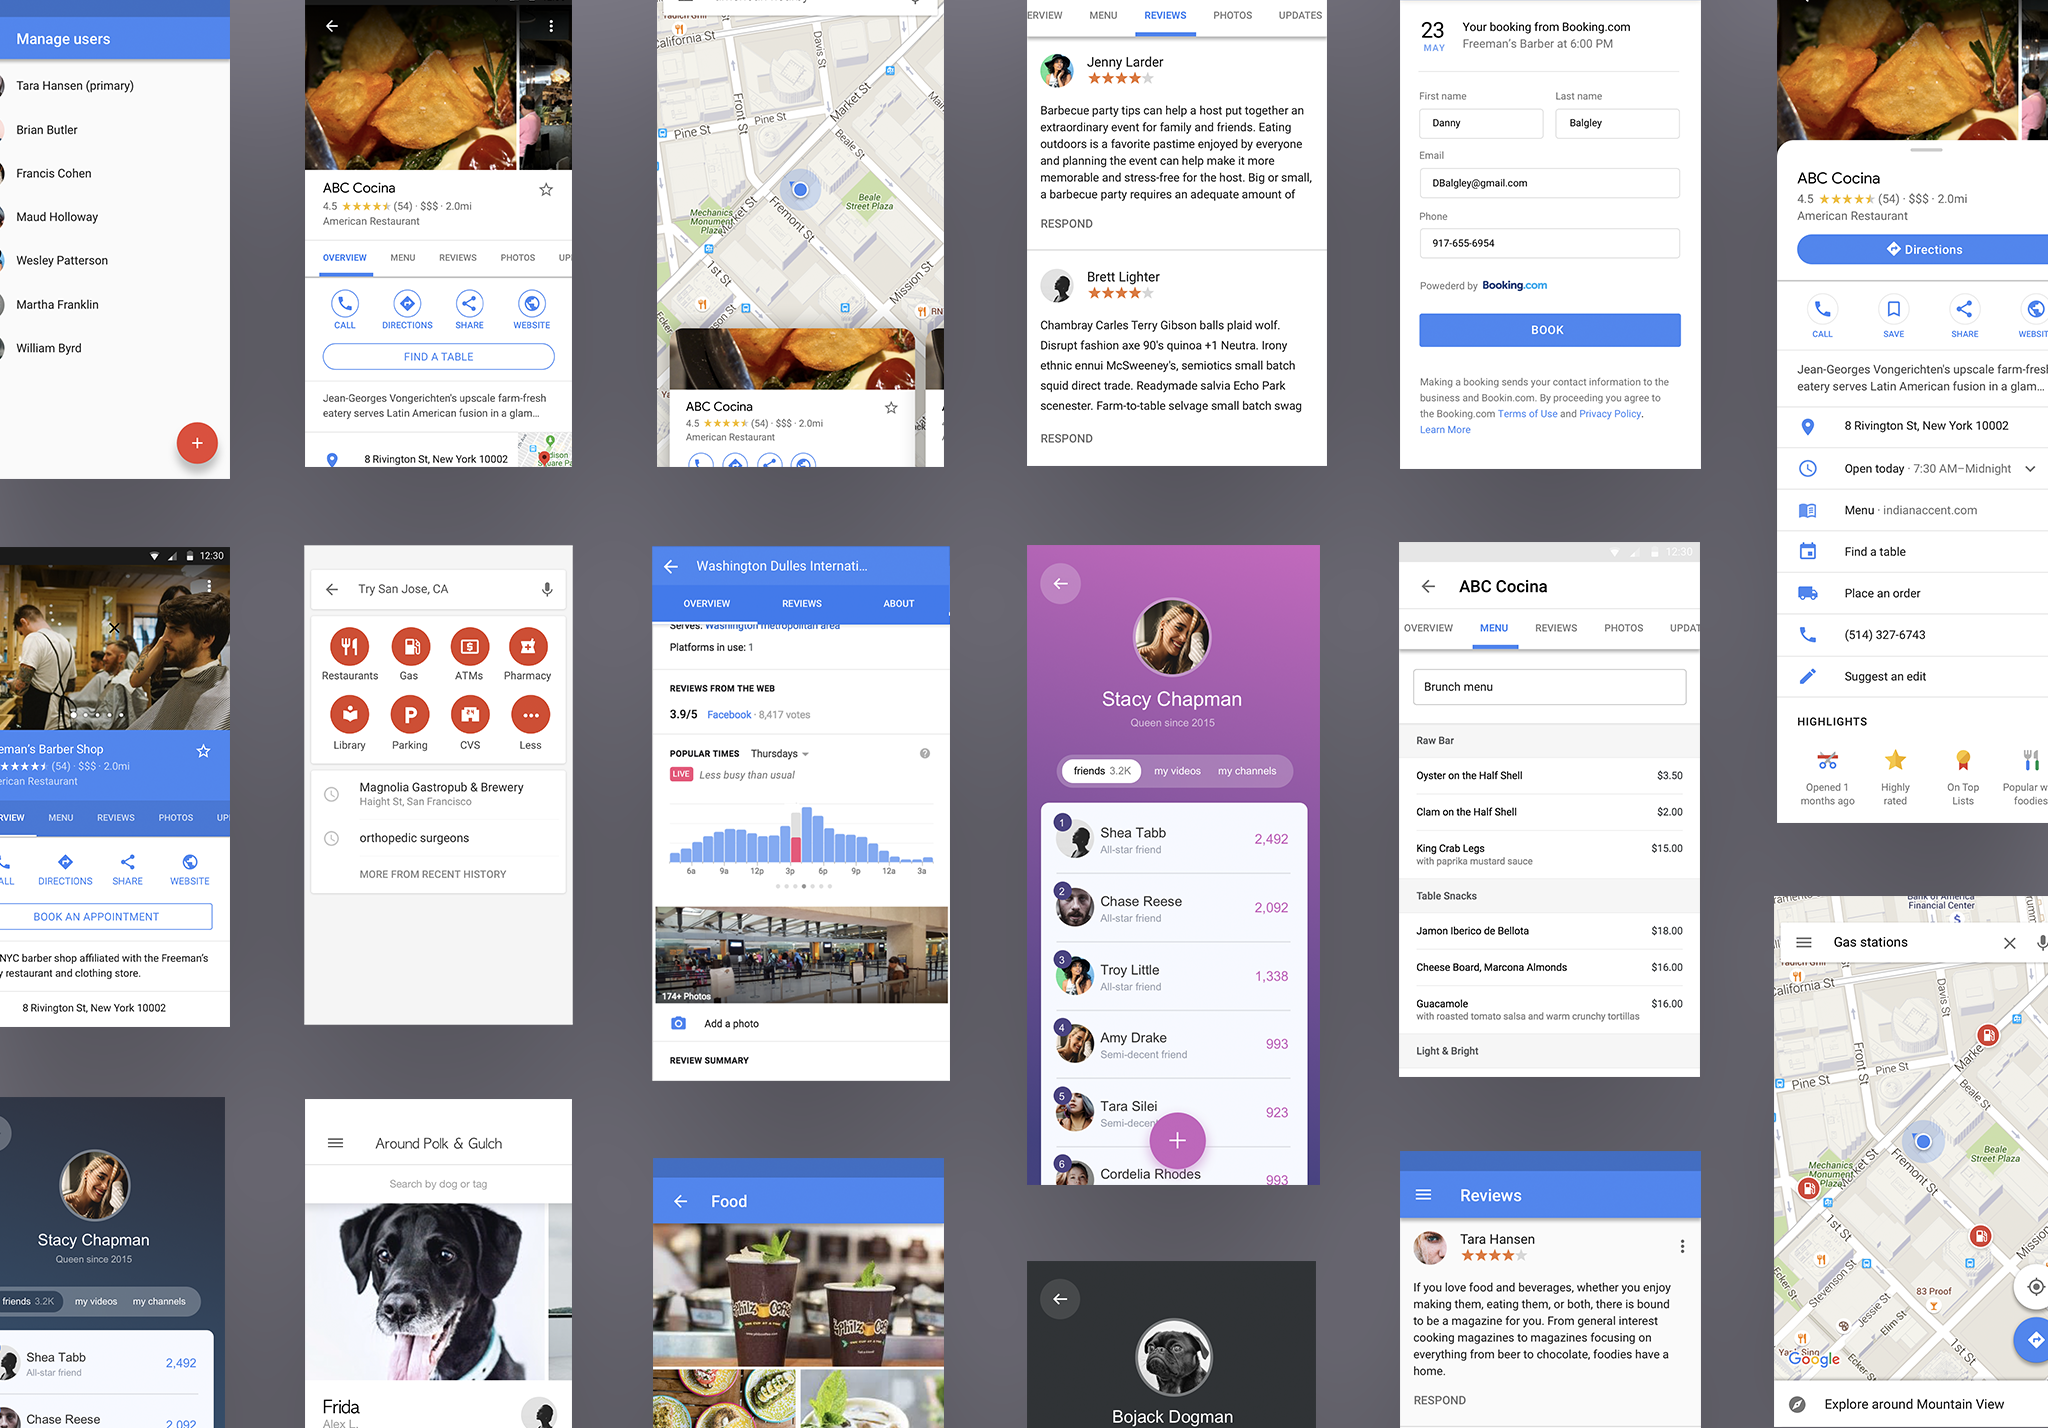 Manage users
Tara Hansen (primary)
Brian Butler
Francis Cohen
Maud Holloway
Wesley Patterson
Martha Franklin
William Byrd
+
ABC Cocina
4.5 (54) · $$$ · 2.0mi
American Restaurant
OVERVIEW MENU REVIEWS PHOTOS UP
CALL DIRECTIONS SHARE WEBSITE
FIND A TABLE
Jean-Georges Vongerichten's upscale farm-fresh
eatery serves Latin American fusion in a glam...
8 Rivington St, New York 10002
California St
Davis St
Front St
Market St
Pine St
Pine St
Beale St
Main
Mechanics
Monument
Plaza
Market St
Fremont St
Beale
Street Plaza
1st St
Mission St
Ecker
RN
ABC Cocina
4.5 (54) · $$$ · 2.0mi
American Restaurant
ERVIEW MENU REVIEWS PHOTOS UPDATES
Jenny Larder
Barbecue party tips can help a host put together an
extraordinary event for family and friends. Eating
outdoors is a favorite pastime enjoyed by everyone
and planning the event can help make it more
memorable and stress-free for the host. Big or small,
a barbecue party requires an adequate amount of
RESPOND
Brett Lighter
Chambray Carles Terry Gibson balls plaid wolf.
Disrupt fashion axe 90's quinoa +1 Neutra. Irony
ethnic ennui McSweeney's, semiotics small batch
squid direct trade. Readymade salvia Echo Park
scenester. Farm-to-table selvage small batch swag
RESPOND
23
MAY
Your booking from Booking.com
Freeman's Barber at 6:00 PM
First name Last name
Danny Balgley
Email
DBalgley@gmail.com
Phone
917-655-6954
Powederd by Booking.com
BOOK
Making a booking sends your contact information to the
business and Bookin.com. By proceeding you agree to
the Booking.com Terms of Use and Privacy Policy.
Learn More
ABC Cocina
4.5 (54) · $$$ · 2.0mi
American Restaurant
Directions
CALL SAVE SHARE WEBSIT
Jean-Georges Vongerichten's upscale farm-fresh
eatery serves Latin American fusion in a glam...
8 Rivington St, New York 10002
Open today · 7:30 AM–Midnight
Menu · indianaccent.com
Find a table
Place an order
(514) 327-6743
Suggest an edit
HIGHLIGHTS
Opened 1
months ago
Highly
rated
On Top
Lists
Popular w
foodies
12:30
eman's Barber Shop
(54) · $$$ · 2.0mi
erican Restaurant
RVIEW MENU REVIEWS PHOTOS UP
ALL DIRECTIONS SHARE WEBSITE
BOOK AN APPOINTMENT
NYC barber shop affiliated with the Freeman's
y restaurant and clothing store.
8 Rivington St, New York 10002
Try San Jose, CA
Restaurants Gas ATMs Pharmacy
Library Parking CVS Less
Magnolia Gastropub & Brewery
Haight St, San Francisco
orthopedic surgeons
MORE FROM RECENT HISTORY
Washington Dulles Internati...
OVERVIEW REVIEWS ABOUT
Serves: Washington metropolitan area
Platforms in use: 1
REVIEWS FROM THE WEB
3.9/5 Facebook · 8,417 votes
POPULAR TIMES Thursdays
LIVE Less busy than usual
6a 9a 12p 3p 6p 9p 12a 3a
174+ Photos
Add a photo
REVIEW SUMMARY
Stacy Chapman
Queen since 2015
friends 3.2K my videos my channels
1 Shea Tabb 2,492
All-star friend
2 Chase Reese 2,092
All-star friend
3 Troy Little 1,338
All-star friend
4 Amy Drake 993
Semi-decent friend
5 Tara Silei 923
Semi-decen
+
6 Cordelia Rhodes 993
12:30
ABC Cocina
OVERVIEW MENU REVIEWS PHOTOS UPDAT
Brunch menu
Raw Bar
Oyster on the Half Shell $3.50
Clam on the Half Shell $2.00
King Crab Legs $15.00
with paprika mustard sauce
Table Snacks
Jamon Iberico de Bellota $18.00
Cheese Board, Marcona Almonds $16.00
Guacamole $16.00
with roasted tomato salsa and warm crunchy tortillas
Light & Bright
Bank of America
Financial Center
Gas stations
California St
Davis St
Front St
Marke
Pine St
Pine St
Beale St
Mechanics
Monument
Plaza
Market St
Fremont St
Beale
Street Plaza
1st St
Mission
Stevenson St
Jessie St
Elim St
83 Proof
Ecker St
1st St
Google
Explore around Mountain View
Stacy Chapman
Queen since 2015
friends 3.2K my videos my channels
Shea Tabb 2,492
All-star friend
Chase Reese 2,092
Around Polk & Gulch
Search by dog or tag
Frida
Alex L.
Food
Philz Coffee
Bojack Dogman
Reviews
Tara Hansen
If you love food and beverages, whether you enjoy
making them, eating them, or both, there is bound
to be a magazine for you. From general interest
cooking magazines to magazines focusing on
everything from beer to chocolate, foodies have a
home.
RESPOND